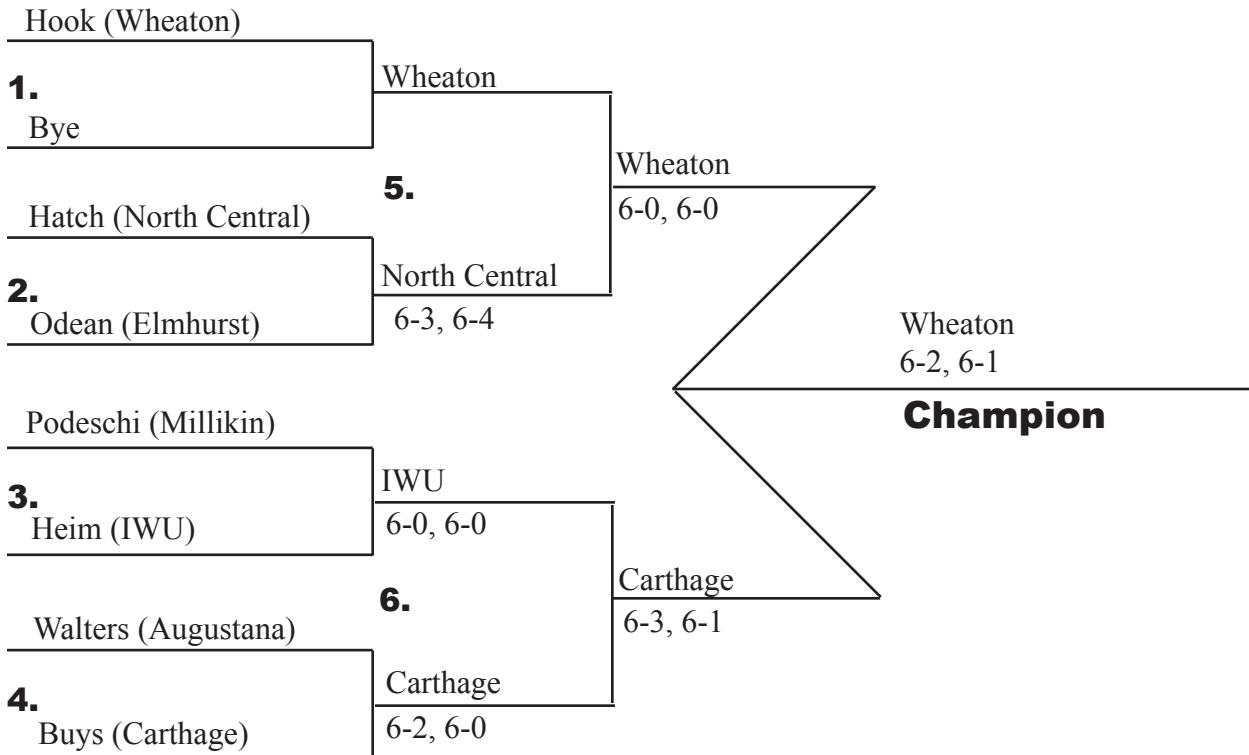 Hook (Wheaton)
1.
Bye
Wheaton
Hatch (North Central)
2.
Odean (Elmhurst)
North Central
6-3, 6-4
5.
Wheaton
6-0, 6-0
Podeschi (Millikin)
3.
Heim (IWU)
IWU
6-0, 6-0
Walters (Augustana)
4.
Buys (Carthage)
Carthage
6-2, 6-0
6.
Carthage
6-3, 6-1
Wheaton
6-2, 6-1
Champion